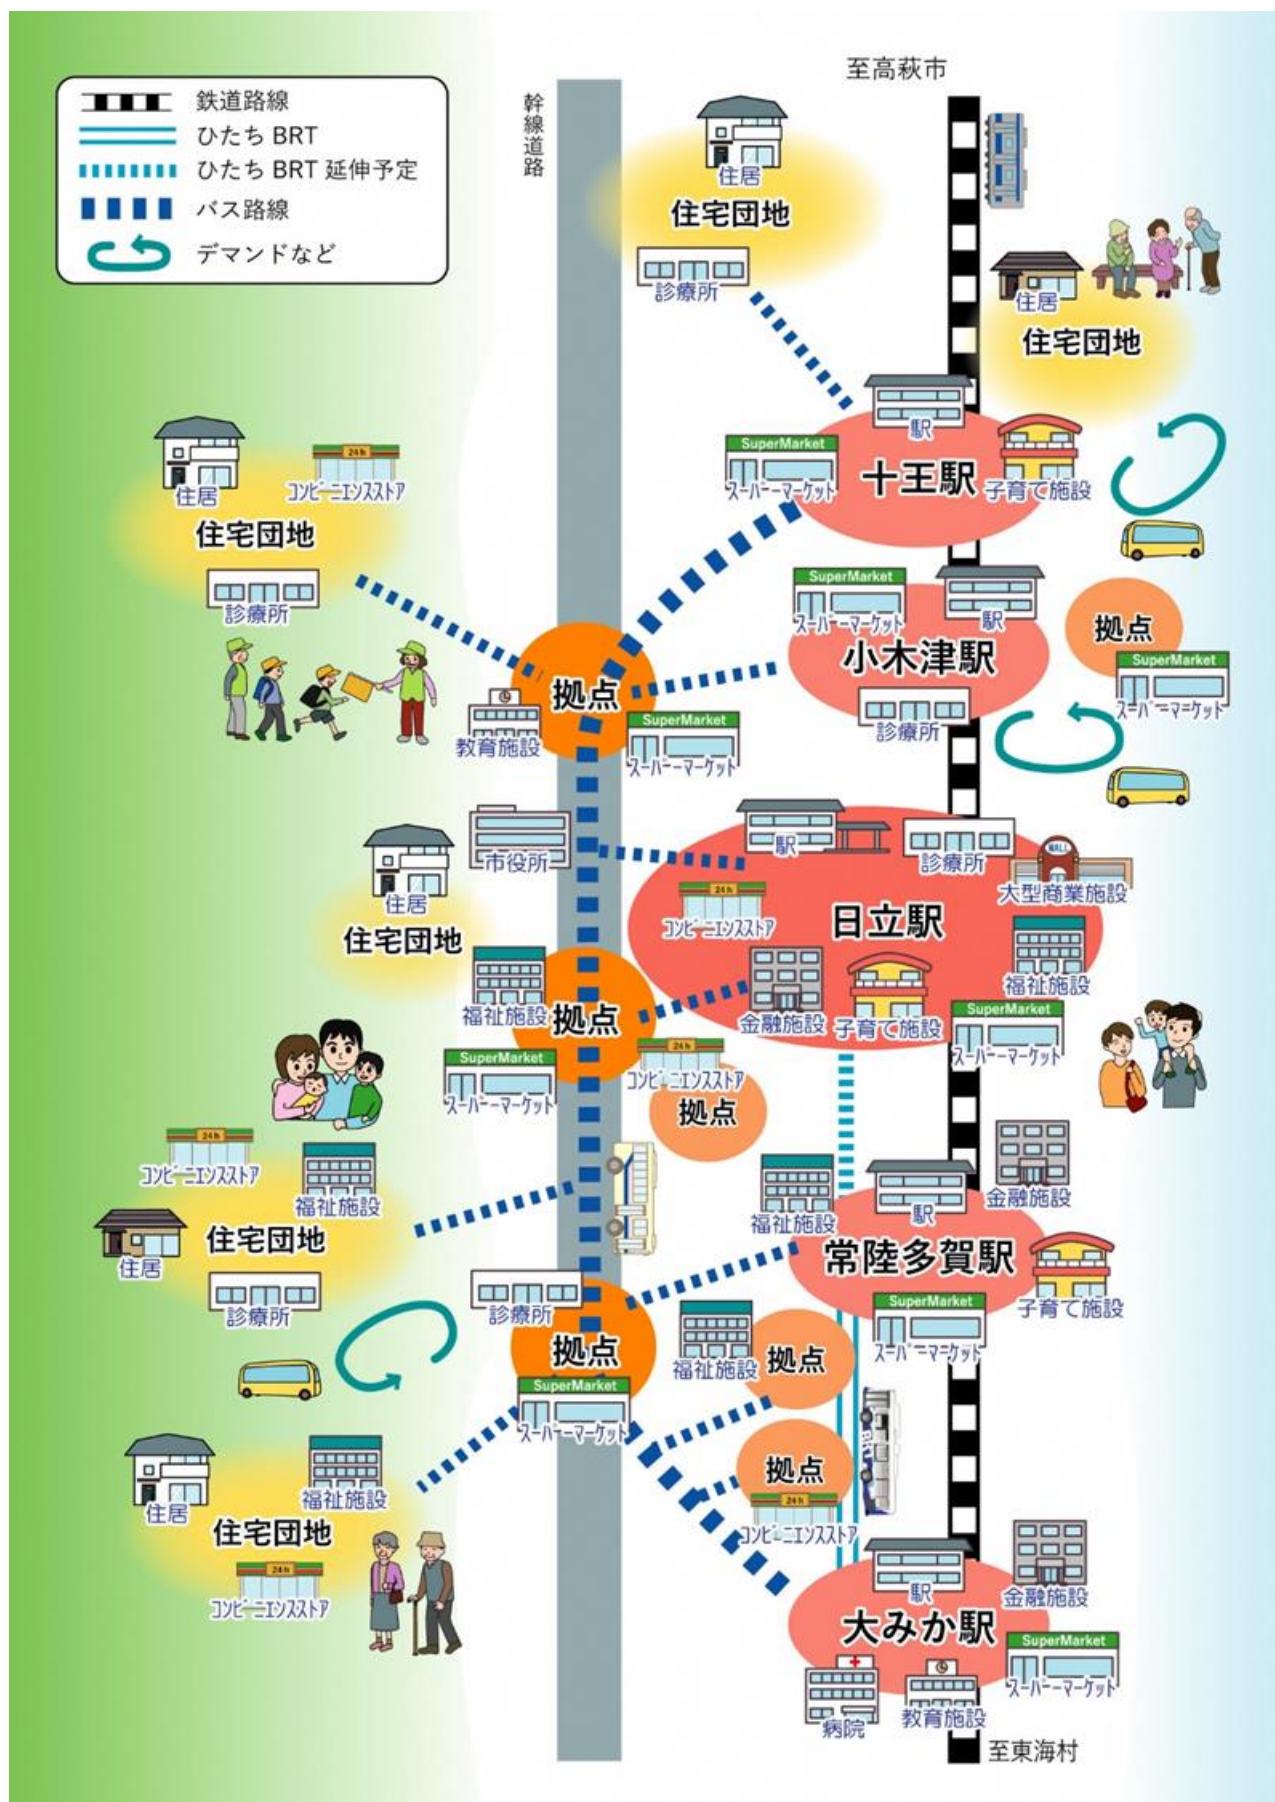 至高萩市
鉄道路線
ひたち BRT
ひたち BRT 延伸予定
バス路線
デマンドなど
幹線道路
住居
住宅団地
診療所
住居
住宅団地
駅
SuperMarket
スーパーマーケット
十王駅
子育て施設
住居
24h
コンビニエンスストア
住宅団地
診療所
SuperMarket
スーパーマーケット
駅
小木津駅
診療所
拠点
SuperMarket
スーパーマーケット
拠点
教育施設
SuperMarket
スーパーマーケット
市役所
駅
診療所
MALL
大型商業施設
24h
コンビニエンスストア
日立駅
福祉施設
金融施設
子育て施設
SuperMarket
スーパーマーケット
住居
住宅団地
福祉施設
拠点
SuperMarket
スーパーマーケット
24h
コンビニエンスストア
拠点
24h
コンビニエンスストア
福祉施設
住居
住宅団地
診療所
福祉施設
駅
金融施設
常陸多賀駅
子育て施設
SuperMarket
スーパーマーケット
診療所
拠点
SuperMarket
スーパーマーケット
福祉施設
拠点
拠点
24h
コンビニエンスストア
住居
福祉施設
住宅団地
24h
コンビニエンスストア
駅
金融施設
大みか駅
SuperMarket
スーパーマーケット
病院
教育施設
至東海村